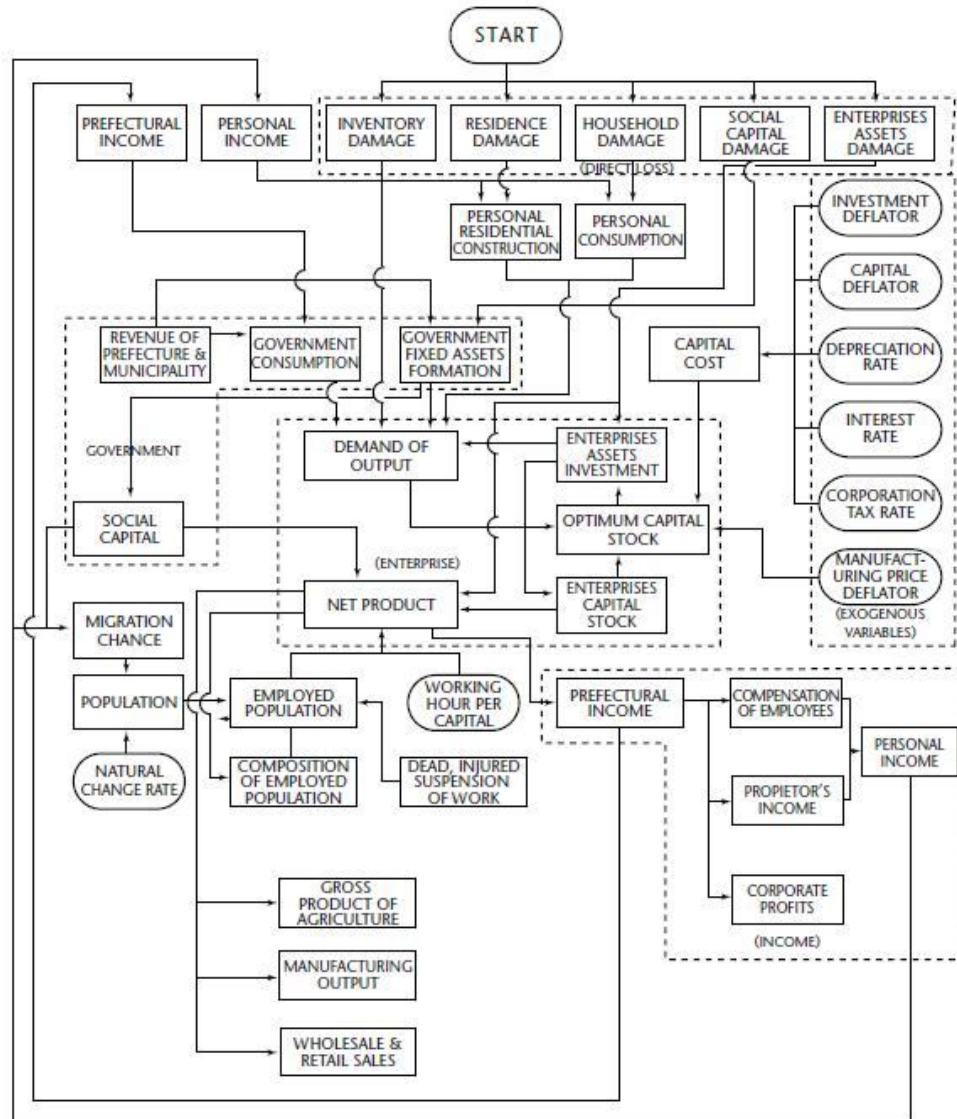 START
PREFECTURAL
INCOME
PERSONAL
INCOME
INVENTORY
DAMAGE
RESIDENCE
DAMAGE
HOUSEHOLD
DAMAGE
SOCIAL
CAPITAL
DAMAGE
ENTERPRISES
ASSETS
DAMAGE
(DIRECT LOSS)
PERSONAL
RESIDENTIAL
CONSTRUCTION
PERSONAL
CONSUMPTION
INVESTMENT
DEFLATOR
CAPITAL
DEFLATOR
REVENUE OF
PREFECTURE &
MUNICIPALITY
GOVERNMENT
CONSUMPTION
GOVERNMENT
FIXED ASSETS
FORMATION
CAPITAL
COST
DEPRECIATION
RATE
GOVERNMENT
DEMAND OF
OUTPUT
ENTERPRISES
ASSETS
INVESTMENT
INTEREST
RATE
SOCIAL
CAPITAL
OPTIMUM CAPITAL
STOCK
CORPORATION
TAX RATE
(ENTERPRISE)
NET PRODUCT
ENTERPRISES
CAPITAL
STOCK
MANUFACT-
URING PRICE
DEFLATOR
(EXOGENOUS
VARIABLES)
MIGRATION
CHANCE
POPULATION
EMPLOYED
POPULATION
WORKING
HOUR PER
CAPITAL
PREFECTURAL
INCOME
COMPENSATION
OF EMPLOYEES
PERSONAL
INCOME
NATURAL
CHANGE RATE
COMPOSITION
OF EMPLOYED
POPULATION
DEAD, INJURED
SUSPENSION
OF WORK
PROPIETOR'S
INCOME
GROSS
PRODUCT OF
AGRICULTURE
CORPORATE
PROFITS
(INCOME)
MANUFACTURING
OUTPUT
WHOLESALE &
RETAIL SALES